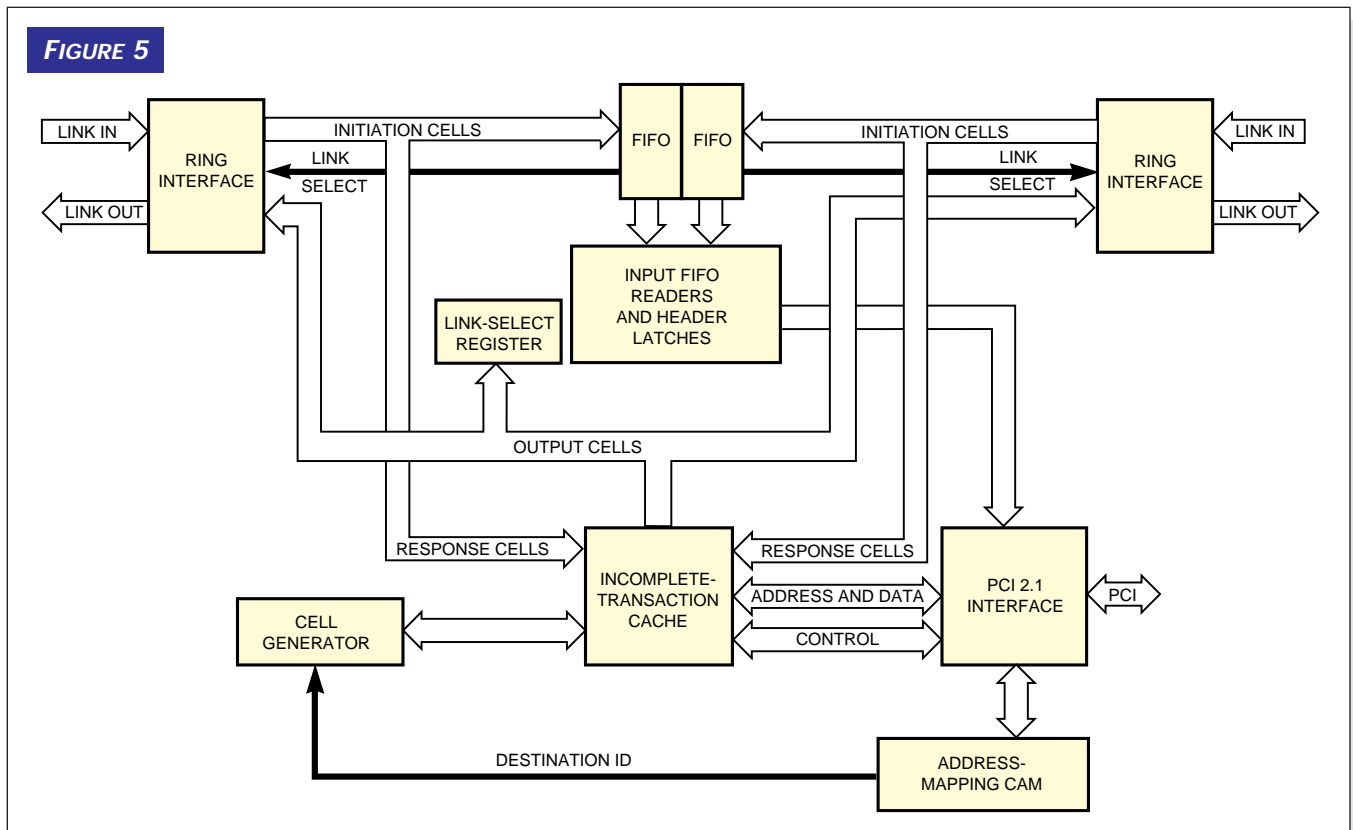 FIGURE 5
LINK IN
RING
INTERFACE
LINK OUT
INITIATION CELLS
LINK
SELECT
FIFO
FIFO
INITIATION CELLS
LINK
SELECT
RING
INTERFACE
LINK IN
LINK OUT
INPUT FIFO
READERS
AND HEADER
LATCHES
LINK-SELECT
REGISTER
OUTPUT CELLS
RESPONSE CELLS
INCOMPLETE-
TRANSACTION
CACHE
RESPONSE CELLS
ADDRESS AND DATA
CONTROL
PCI 2.1
INTERFACE
PCI
CELL
GENERATOR
DESTINATION ID
ADDRESS-
MAPPING CAM